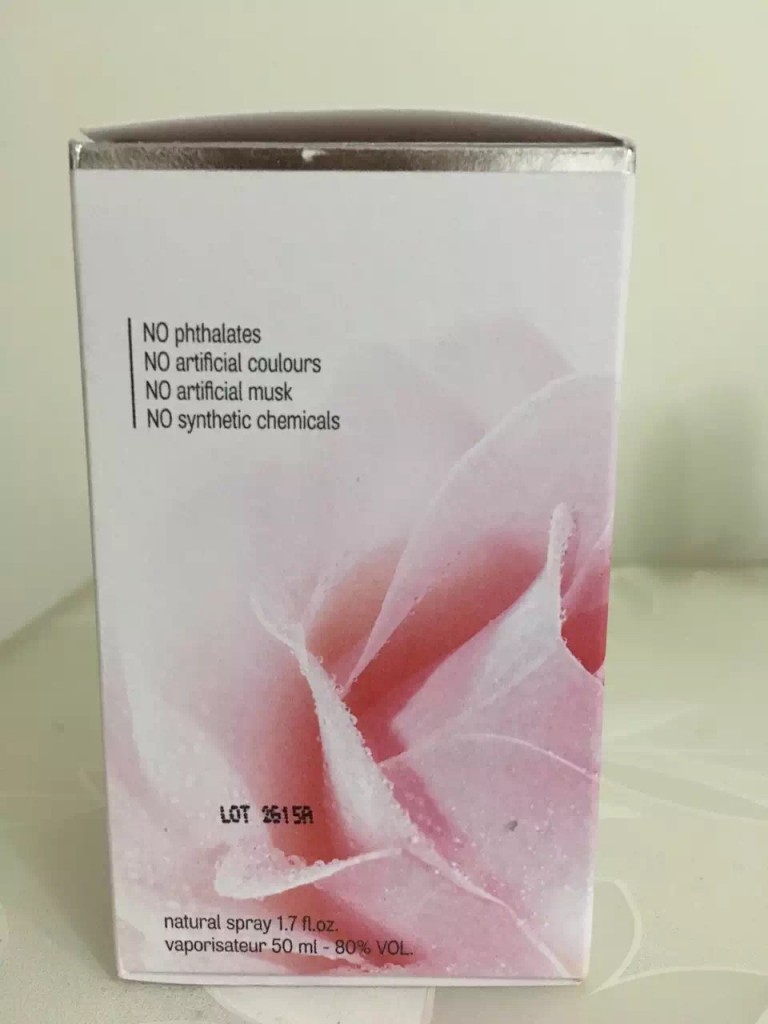 NO phthalates
NO artificial coulours
NO artificial musk
NO synthetic chemicals
LOT 2615A
natural spray 1.7 fl.oz.
vaporisateur 50 ml - 80% VOL.